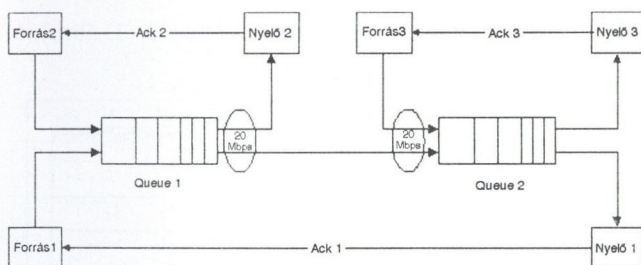 Forrás2
Ack 2
Nyelő 2
Forrás3
Ack 3
Nyelő 3
20
Mbps
20
Mbps
Queue 1
Queue 2
Forrás1
Ack 1
Nyelő 1